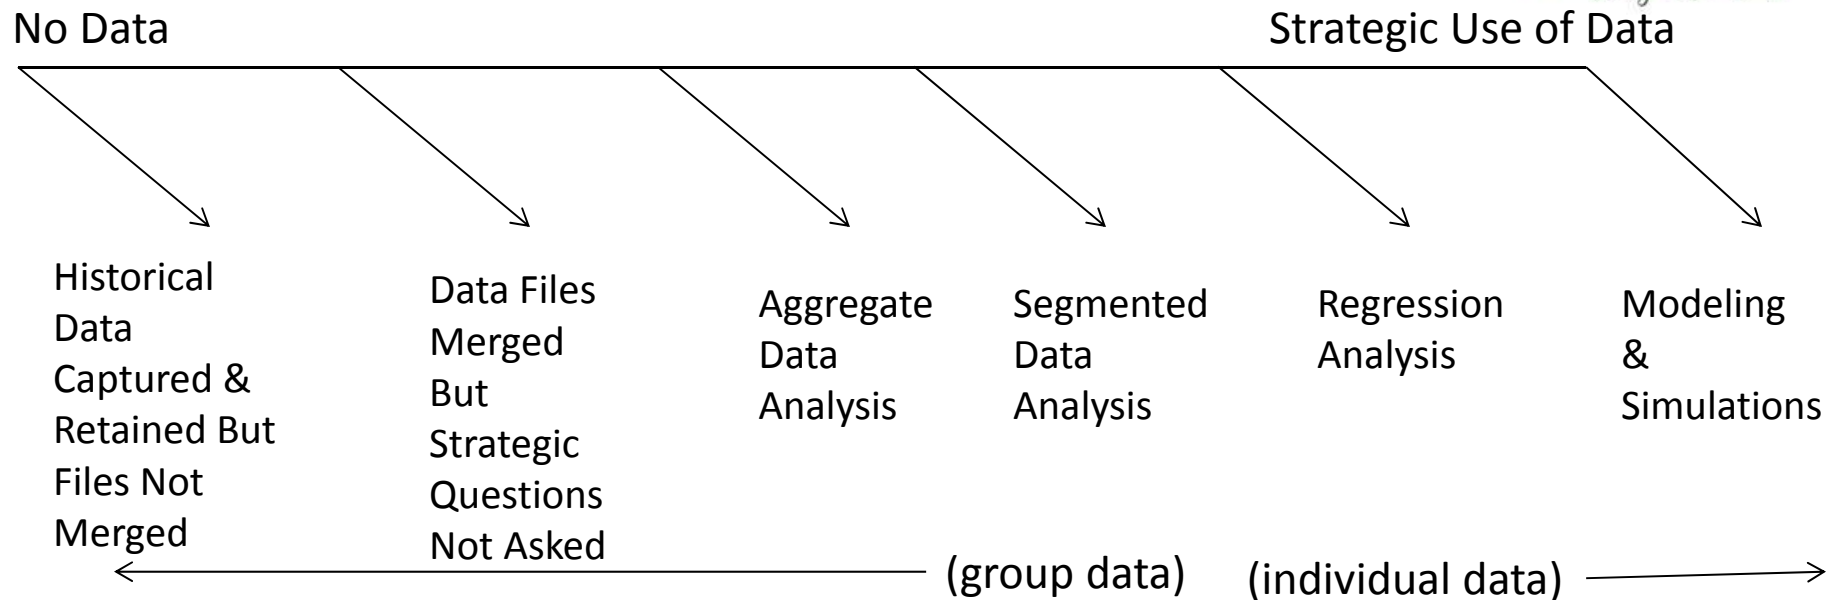 No Data
Strategic Use of Data
Historical
Data
Captured &
Retained But
Files Not
Merged
Data Files
Merged
But
Strategic
Questions
Not Asked
Aggregate
Data
Analysis
Segmented
Data
Analysis
Regression
Analysis
Modeling
&
Simulations
(group data)
(individual data)